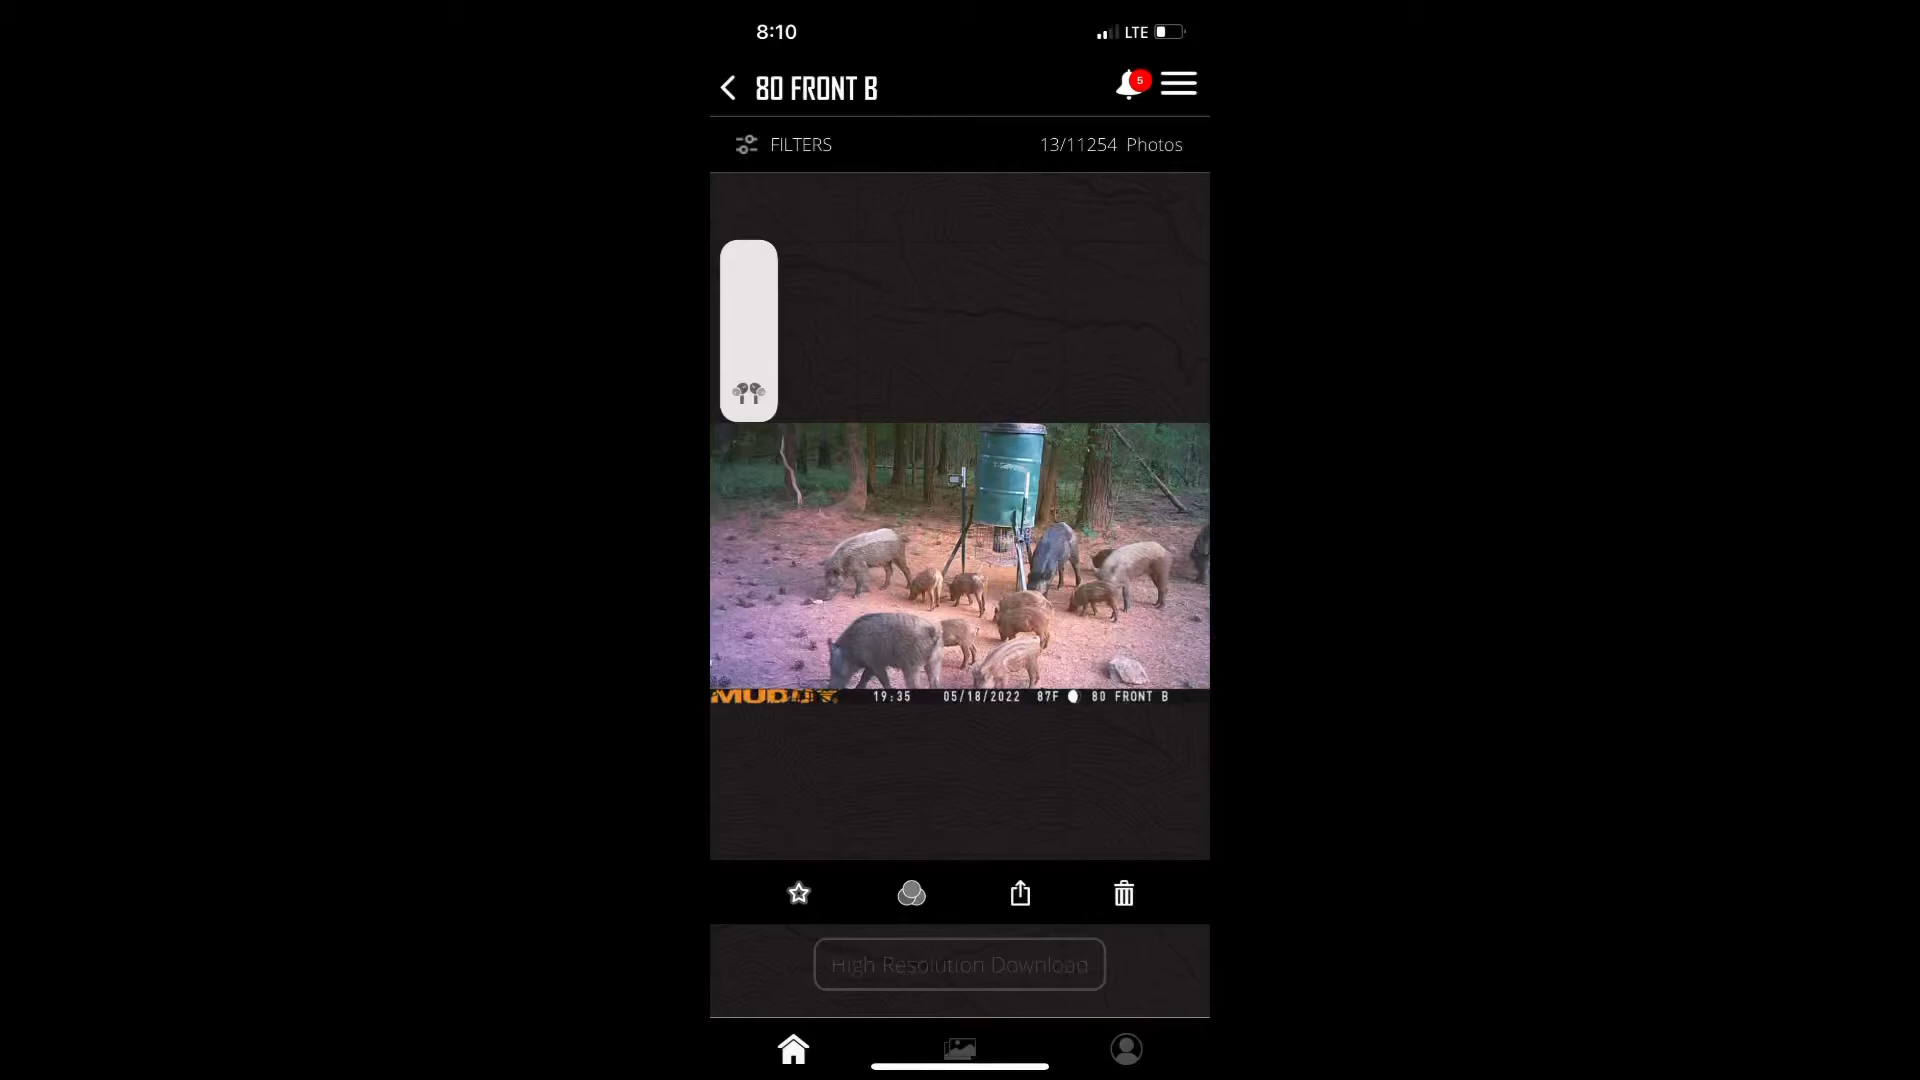 8:10
LTE
80 FRONT B
5
FILTERS
13/11254 Photos
MUDDY 19:35 05/18/2022 87F 80 FRONT B
High Resolution Download